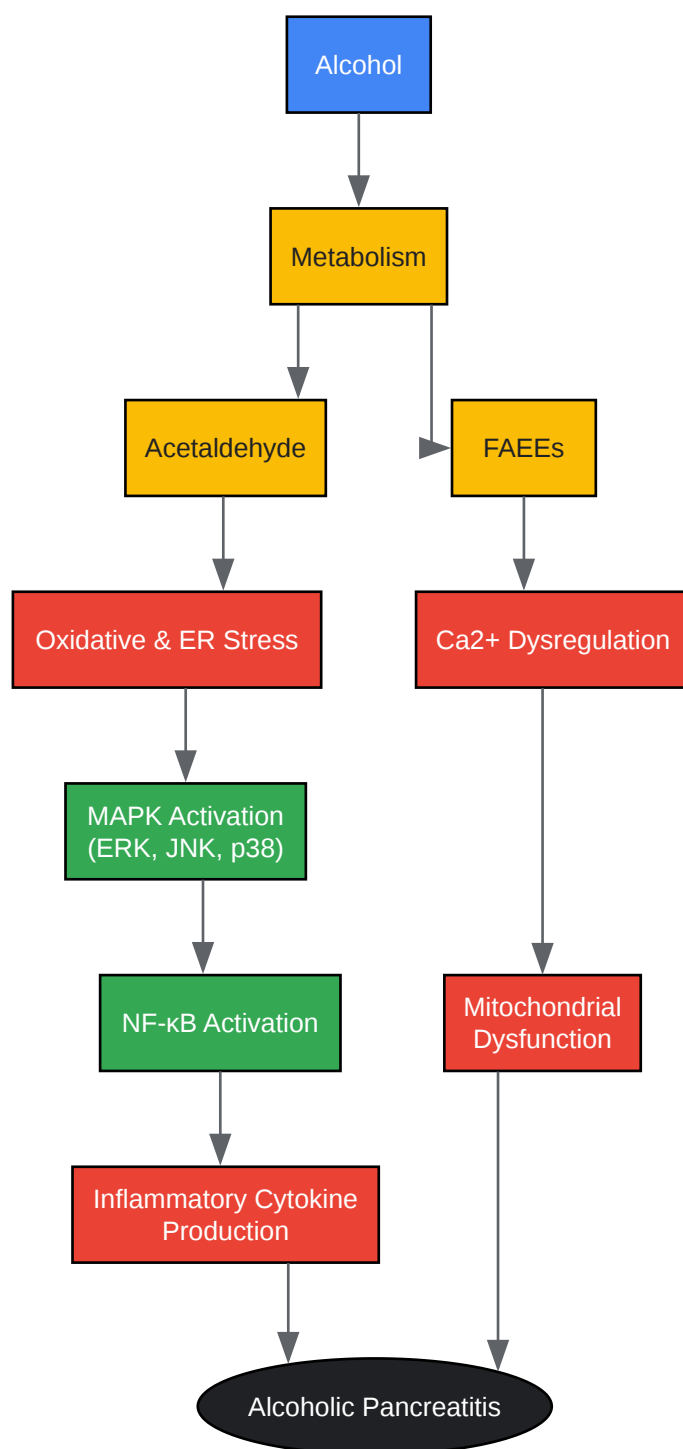 Alcohol
Metabolism
Acetaldehyde
FAEEs
Oxidative & ER Stress
Ca2+ Dysregulation
MAPK Activation
(ERK, JNK, p38)
NF-κB Activation
Mitochondrial
Dysfunction
Inflammatory Cytokine
Production
Alcoholic Pancreatitis